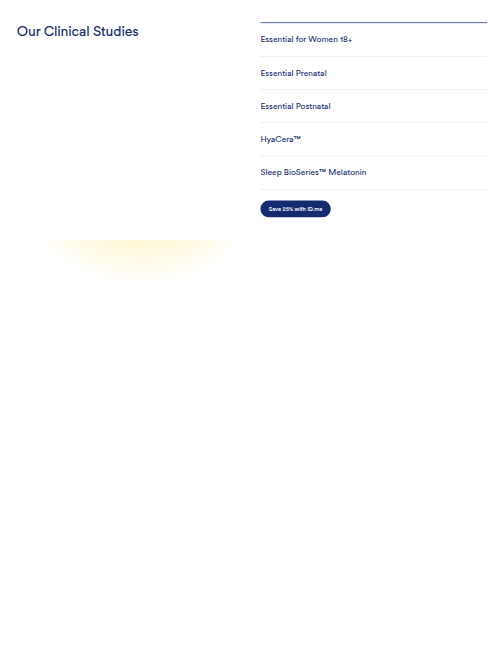 Our Clinical Studies
Essential for Women 18+
Essential Prenatal
Essential Postnatal
HyaCera™
Sleep BioSeries™ Melatonin
Save 25% with ID.me